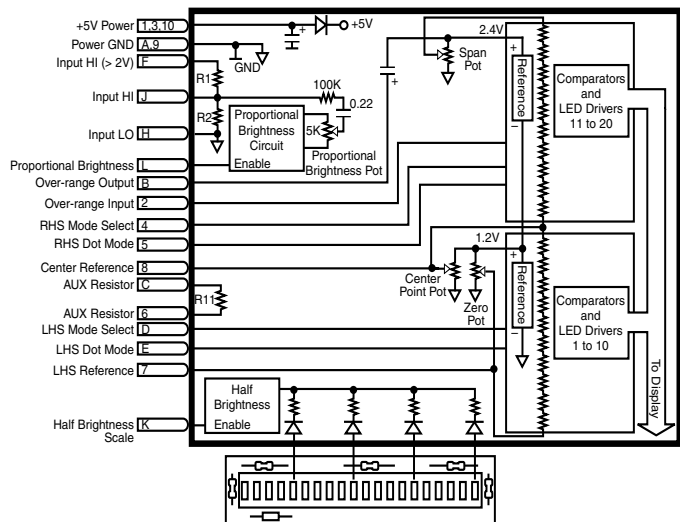 +5V Power 1,3,10
Power GND A,9
Input HI (> 2V) F
Input HI J
Input LO H
Proportional Brightness L
Over-range Output B
Over-range Input 2
RHS Mode Select 4
RHS Dot Mode 5
Center Reference 8
AUX Resistor C
AUX Resistor 6
LHS Mode Select D
LHS Dot Mode E
LHS Reference 7
Half Brightness K
Scale
+
+5V
GND
R1
R2
100K
0.22
5K
Proportional
Brightness
Circuit
Enable
Proportional
Brightness Pot
+
Span
Pot
2.4V
+
Reference
–
Comparators
and
LED Drivers
11 to 20
R11
Center
Point Pot
Zero
Pot
1.2V
+
Reference
–
Comparators
and
LED Drivers
1 to 10
To Display
Half
Brightness
Enable